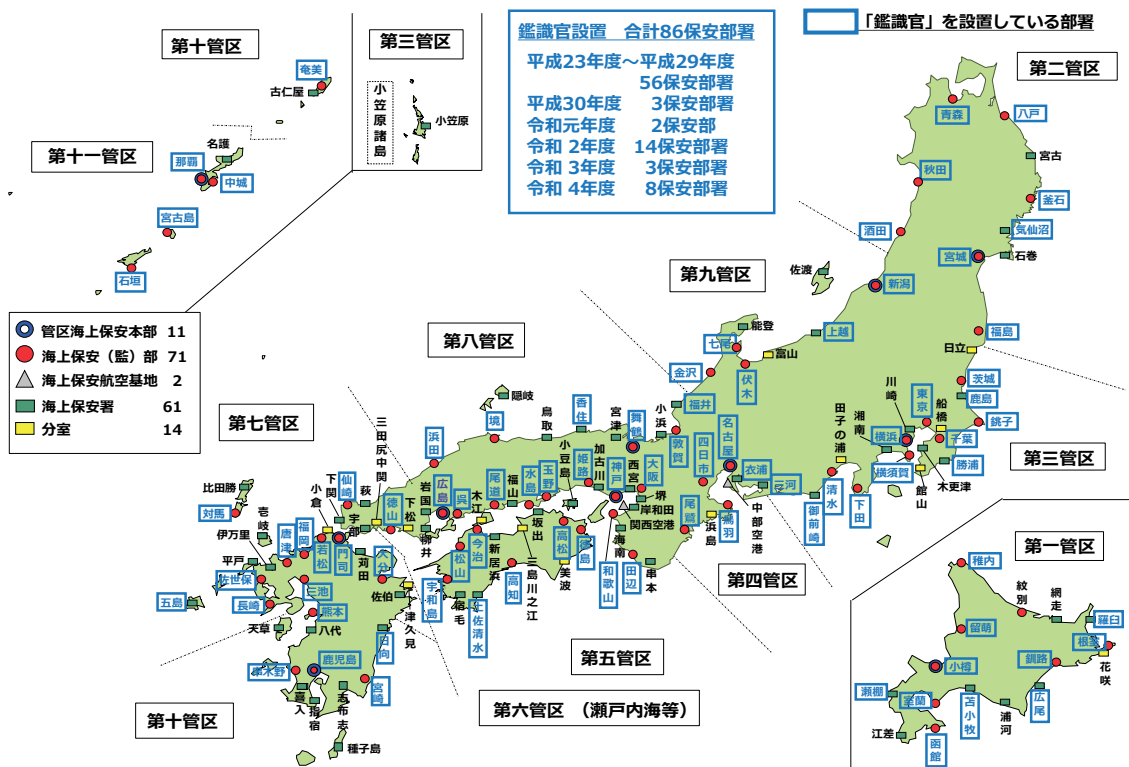 第十管区
奄美
古仁屋
第三管区
小笠原諸島
小笠原
鑑識官設置 合計86保安部署
平成23年度~平成29年度
56保安部署
平成30年度 3保安部署
令和元年度 2保安部
令和 2年度 14保安部署
令和 3年度 3保安部署
令和 4年度 8保安部署
「鑑識官」を設置している部署
第二管区
青森
八戸
宮古
秋田
釜石
酒田
気仙沼
宮城
石巻
新潟
福島
日立
第十一管区
名護
那覇
中城
宮古島
石垣
管区海上保安本部 11
海上保安(監)部 71
海上保安航空基地 2
海上保安署 61
分室 14
第九管区
佐渡
能登
上越
七尾
富山
伏木
金沢
第八管区
隠岐
福井
敦賀
小浜
舞鶴
宮津
香住
鳥取
境
浜田
第三管区
茨城
鹿島
銚子
船橋
千葉
東京
川崎
横浜
湘南
横須賀
木更津
勝浦
館山
田子の浦
清水
下田
御前崎
第四管区
名古屋
衣浦
三河
四日市
中部空港
鳥羽
浜島
尾鷲
第五管区
大阪
西宮
神戸
加古川
姫路
堺
岸和田
関西空港
海南
和歌山
田辺
串本
小豆島
徳島
美波
高知
土佐清水
宿毛
第六管区 (瀬戸内海等)
玉野
水島
福山
尾道
木江
呉
広島
岩国
柳井
徳山
下松
坂出
高松
三島川之江
新居浜
今治
松山
宇和島
第七管区
三田尻中関
萩
仙崎
宇部
下関
小倉
門司
若松
苅田
福岡
唐津
壱岐
伊万里
平戸
比田勝
対馬
佐世保
五島
長崎
三池
大分
佐伯
津久見
第十管区
熊本
八代
天草
日向
宮崎
鹿児島
串木野
喜入
指宿
志布志
種子島
第一管区
稚内
紋別
網走
羅臼
根室
花咲
留萌
小樽
釧路
広尾
浦河
苫小牧
室蘭
瀬棚
江差
函館